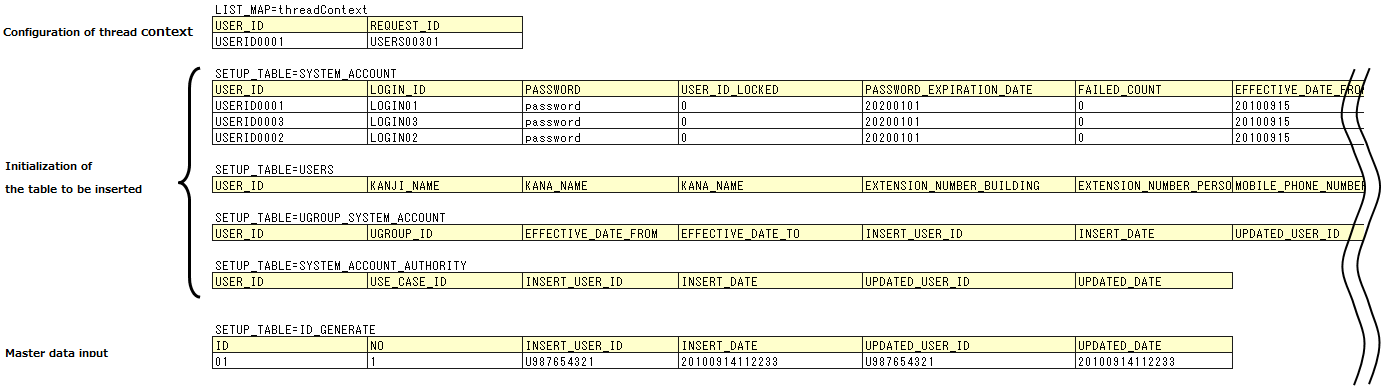 LIST_MAP=threadContext
USER_ID REQUEST_ID
Configuration of thread context
USERID0001 USERS00301
SETUP_TABLE=SYSTEM_ACCOUNT
USER_ID LOGIN_ID PASSWORD USER_ID_LOCKED PASSWORD_EXPIRATION_DATE FAILED_COUNT EFFECTIVE_DATE_FRO
USERID0001 LOGIN01 password 0 20200101 0 20100915
USERID0003 LOGIN03 password 0 20200101 0 20100915
USERID0002 LOGIN02 password 0 20200101 0 20100915
Initialization of
the table to be inserted
SETUP_TABLE=USERS
USER_ID KANJI_NAME KANA_NAME KANA_NAME EXTENSION_NUMBER_BUILDING EXTENSION_NUMBER_PERSO MOBILE_PHONE_NUMBER
SETUP_TABLE=UGROUP_SYSTEM_ACCOUNT
USER_ID UGROUP_ID EFFECTIVE_DATE_FROM EFFECTIVE_DATE_TO INSERT_USER_ID INSERT_DATE UPDATED_USER_ID
SETUP_TABLE=SYSTEM_ACCOUNT_AUTHORITY
USER_ID USE_CASE_ID INSERT_USER_ID INSERT_DATE UPDATED_USER_ID UPDATED_DATE
SETUP_TABLE=ID_GENERATE
ID NO INSERT_USER_ID INSERT_DATE UPDATED_USER_ID UPDATED_DATE
Master data input
01 1 U987654321 20100914112233 U987654321 20100914112233